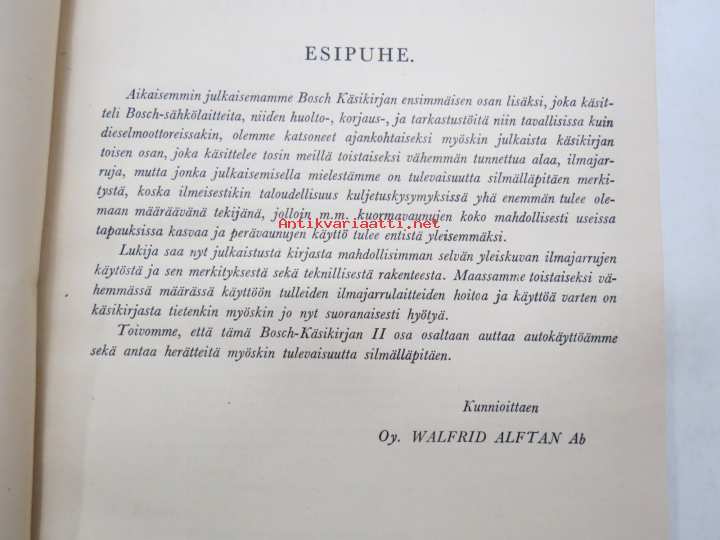 ESIPUHE.
Aikaisemmin julkaisemamme Bosch Käsikirjan ensimmäisen osan lisäksi, joka käsit-
teli Bosch-sähkölaitteita, niiden huolto-, korjaus-, ja tarkastustöitä niin tavallisissa kuin
dieselmoottoreissakin, olemme katsoneet ajankohtaiseksi myöskin julkaista käsikirjan
toisen osan, joka käsittelee tosin meillä toistaiseksi vähemmän tunnettua alaa, ilmajar-
ruja, mutta jonka julkaisemisella mielestämme on tulevaisuutta silmälläpitäen merki-
tystä, koska ilmeisestikin taloudellisuus kuljetuskysymyksissä yhä enemmän tulee ole-
maan määräävänä tekijänä, jolloin m.m. kuormavaunujen koko mahdollisesti useissa
tapauksissa kasvaa ja perävaunujen käyttö tulee entistä yleisemmäksi.
Antikvariaatti.net
Lukija saa nyt julkaistusta kirjasta mahdollisimman selvän yleiskuvan ilmajarrujen
käytöstä ja sen merkityksestä sekä teknillisestä rakenteesta. Maassamme toistaiseksi vä-
hemmässä määrässä käyttöön tulleiden ilmajarrulaitteiden hoitoa ja käyttöä varten on
käsikirjasta tietenkin myöskin jo nyt suoranaisesti hyötyä.
Toivomme, että tämä Bosch-Käsikirjan II osa osaltaan auttaa autokäyttöämme
sekä antaa herätteitä myöskin tulevaisuutta silmälläpitäen.
Kunnioittaen
Oy. WALFRID ALFTAN Ab